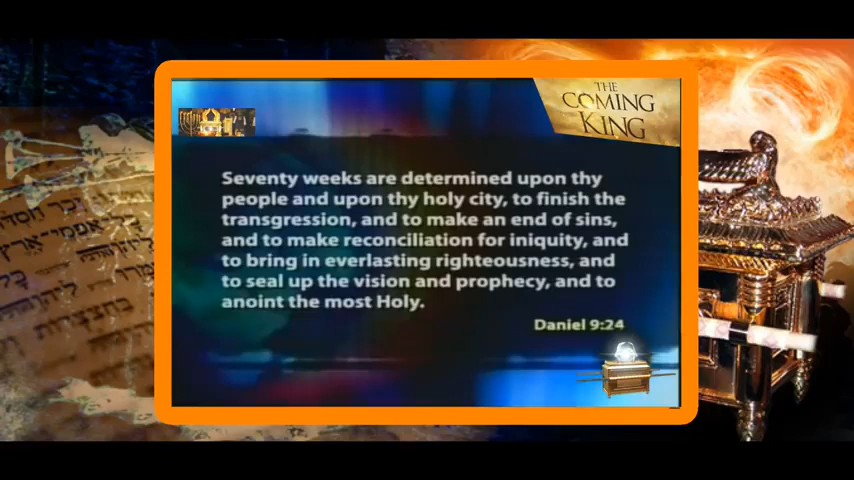 THE
COMING
KING
Seventy weeks are determined upon thy
people and upon thy holy city, to finish the
transgression, and to make an end of sins,
and to make reconciliation for iniquity, and
to bring in everlasting righteousness, and
to seal up the vision and prophecy, and to
anoint the most Holy.
Daniel 9:24